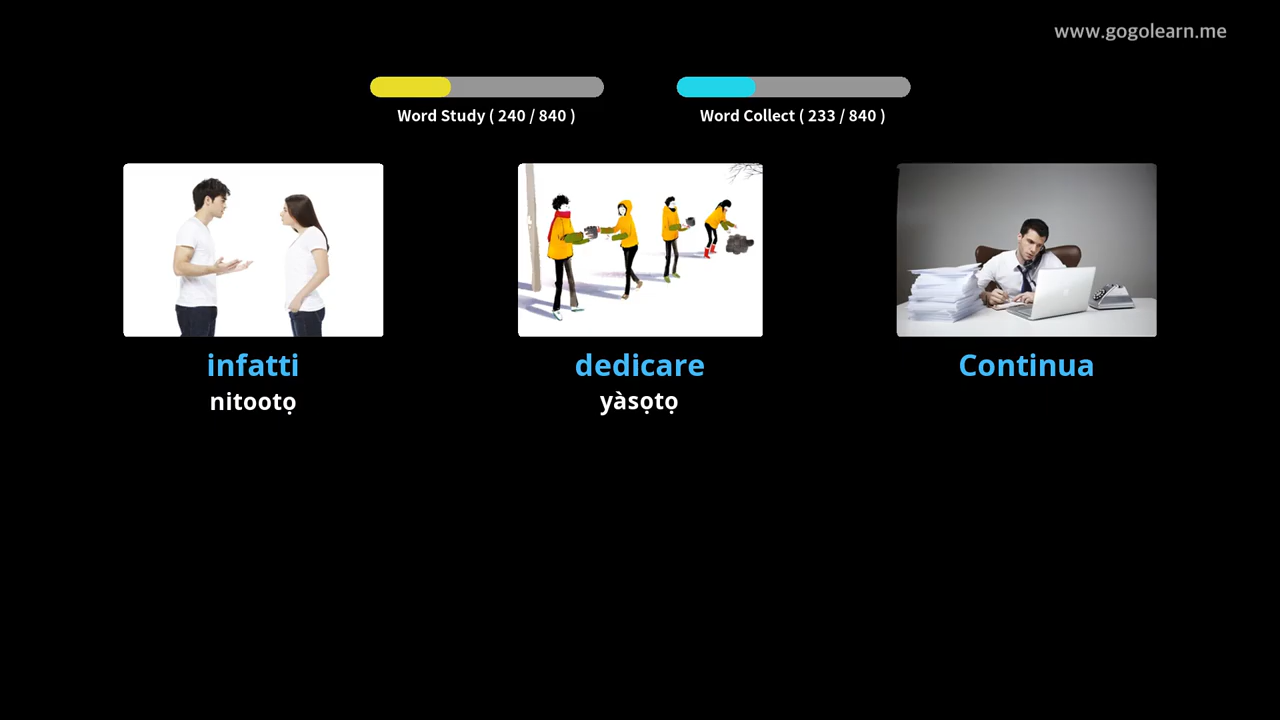 www.gogolearn.me
Word Study ( 240 / 840 )
Word Collect ( 233 / 840 )
infatti
nitootọ
dedicare
yàsọtọ
Continua